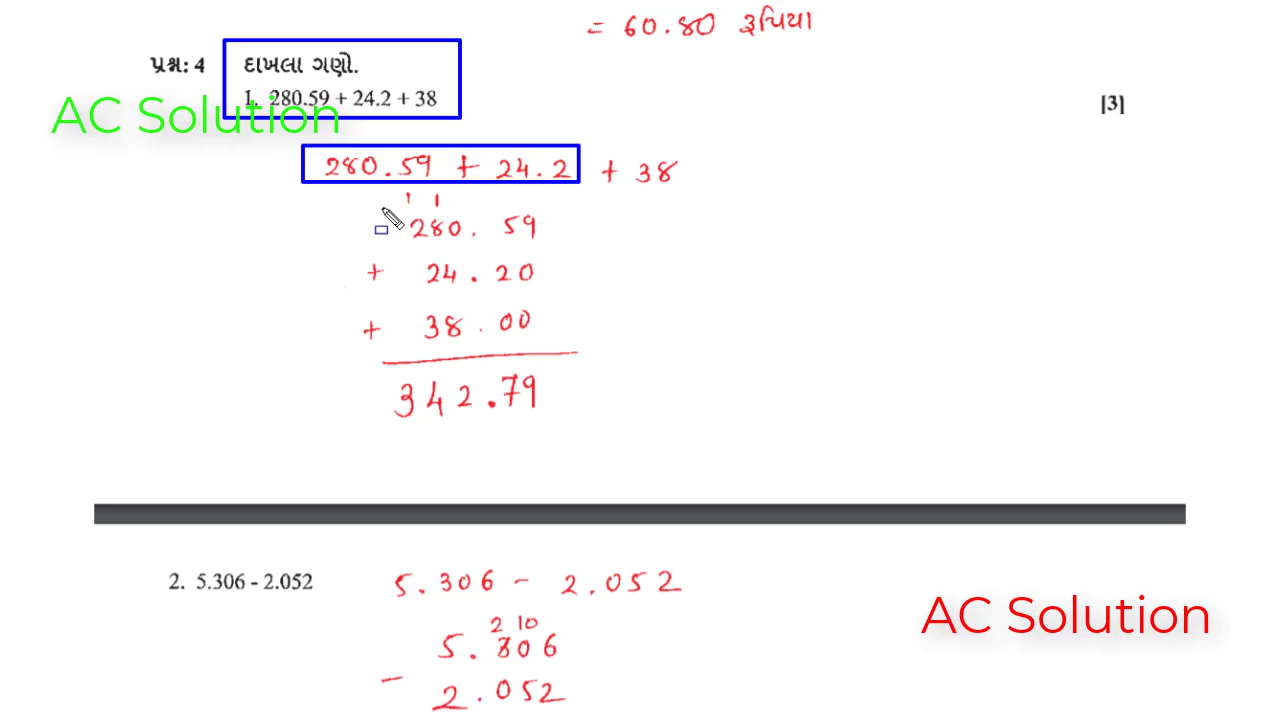 = 60.80 રૂપિયા
પ્રશ્ન: 4 દાખલા ગણો.
1. 280.59 + 24.2 + 38 [3]
AC Solution
280.59 + 24.2 + 38
1 1
280.59
+ 24.20
+ 38.00
342.79
2. 5.306 - 2.052 5.306 - 2.052
AC Solution
2 10
5.306
- 2.052